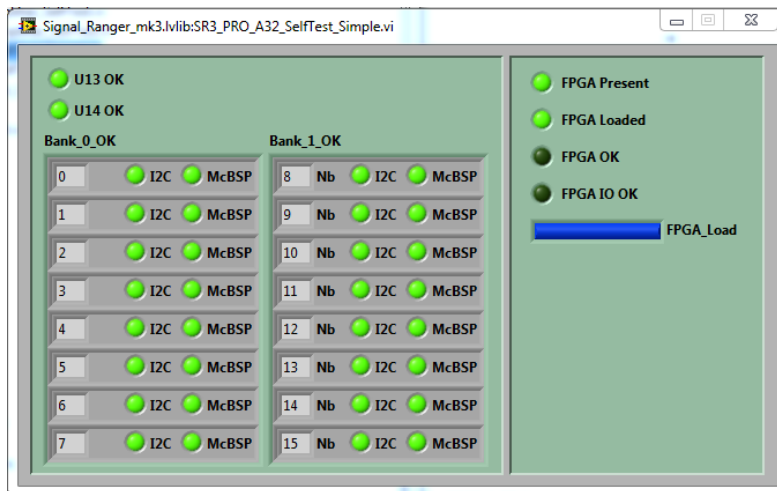 Signal_Ranger_mk3.lvlib:SR3_PRO_A32_SelfTest_Simple.vi
U13 OK
U14 OK
Bank_0_OK
0 I2C McBSP
1 I2C McBSP
2 I2C McBSP
3 I2C McBSP
4 I2C McBSP
5 I2C McBSP
6 I2C McBSP
7 I2C McBSP
Bank_1_OK
8 Nb I2C McBSP
9 Nb I2C McBSP
10 Nb I2C McBSP
11 Nb I2C McBSP
12 Nb I2C McBSP
13 Nb I2C McBSP
14 Nb I2C McBSP
15 Nb I2C McBSP
FPGA Present
FPGA Loaded
FPGA OK
FPGA IO OK
FPGA_Load